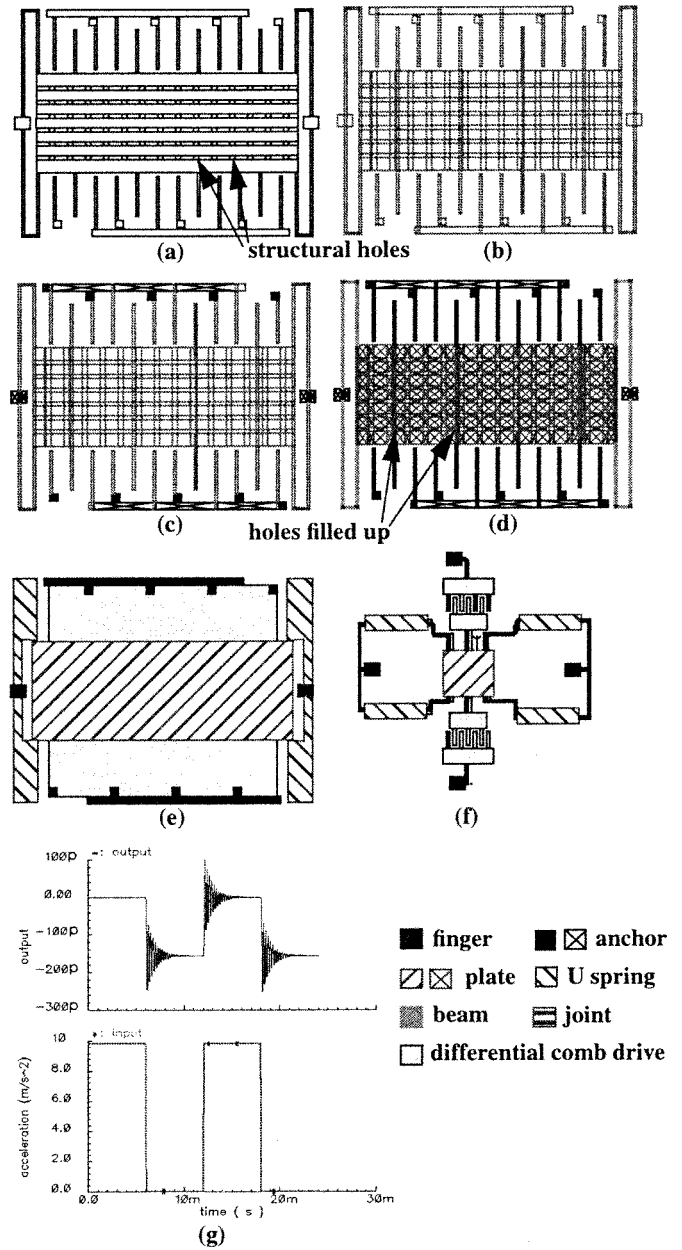 (a)
structural holes
(b)
(c)
holes filled up
(d)
(e)
(f)
: output
100p
0.00
-100p
-200p
-300p
output
: input
10
8.0
6.0
4.0
2.0
0.0
acceleration (m/s^2)
0.0
10m
20m
30m
time ( s )
(g)
finger
anchor
plate
U spring
beam
joint
differential comb drive